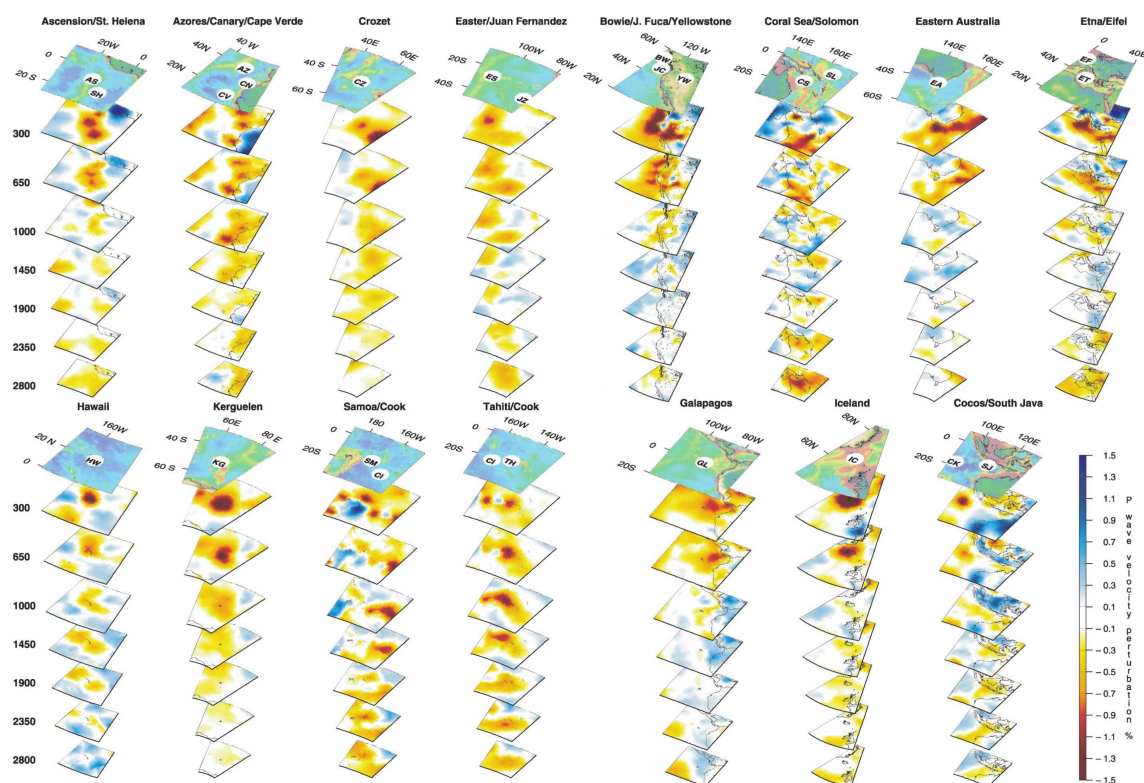 Ascension/St. Helena
Azores/Canary/Cape Verde
Crozet
Easter/Juan Fernandez
Bowie/J. Fuca/Yellowstone
Coral Sea/Solomon
Eastern Australia
Etna/Eifel
20W 0
20 S 0
AS
SH
40 W 20W
40N
20N
AZ
CN
CV
40E 60E
40 S
60 S
CZ
100W 80W
20S
40S
ES
JZ
60N 120 W 100W
40N
20N
BW
JC
YW
140E 160E
0
20S
CS
SL
140E 160E
40S
60S
EA
0 20E 40E
60N
40N
20N
EF
ET
300
650
1000
1450
1900
2350
2800
Hawaii
Kerguelen
Samoa/Cook
Tahiti/Cook
Galapagos
Iceland
Cocos/South Java
160W
20 N
0
HW
60E 80 E
40 S
60 S
KG
180 160W
0
20S
SM
CI
160W 140W
0
20S
CI
TH
100W 80W
0
20S
GL
80N
60N
IC
100E 120E
0
20S
CK
SJ
300
650
1000
1450
1900
2350
2800
1.5
1.3
1.1
0.9
0.7
0.5
0.3
0.1
−0.1
−0.3
−0.5
−0.7
−0.9
−1.1
−1.3
−1.5
P wave velocity perturbation %